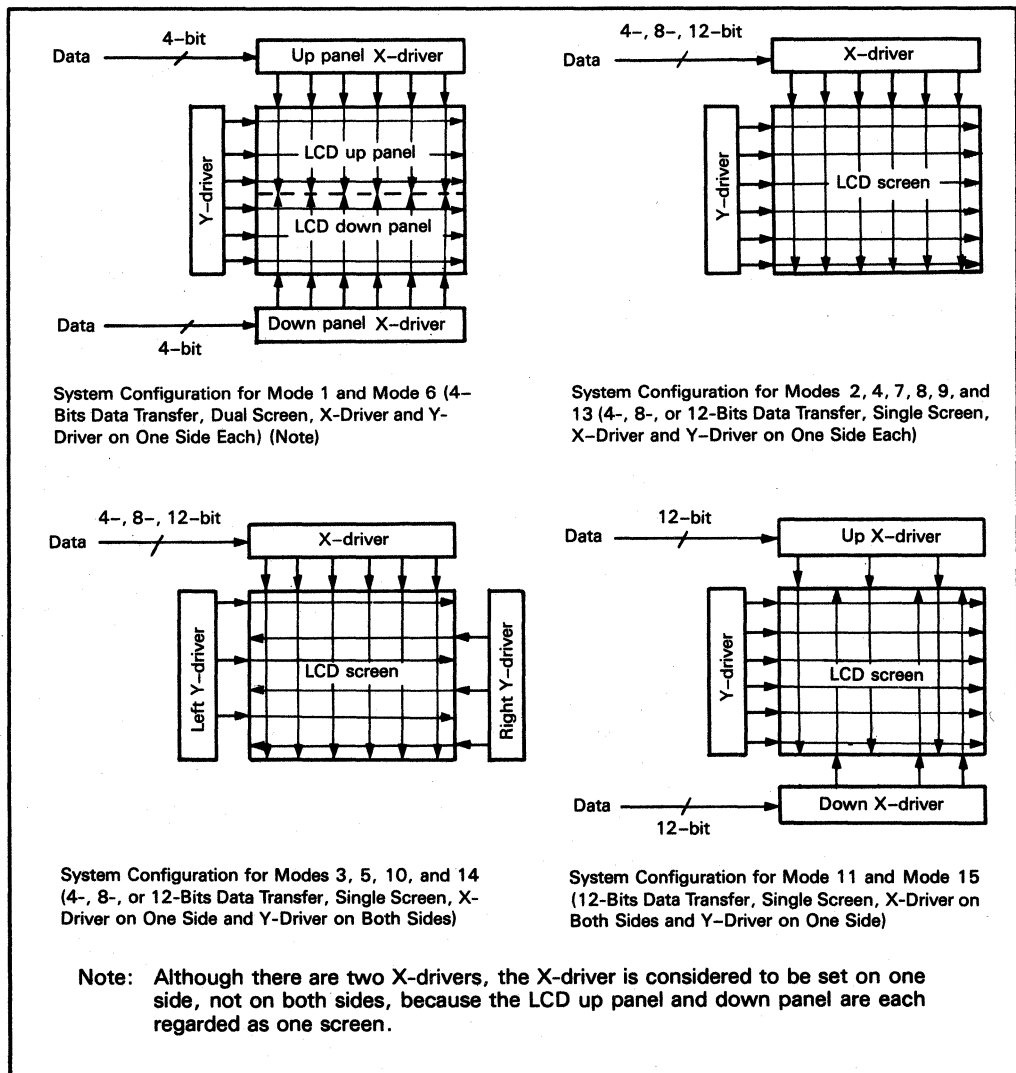 4-bit
Data
Up panel X-driver
Y-driver
LCD up panel
LCD down panel
Data
Down panel X-driver
4-bit
System Configuration for Mode 1 and Mode 6 (4-
Bits Data Transfer, Dual Screen, X-Driver and Y-
Driver on One Side Each) (Note)
4-, 8-, 12-bit
Data
X-driver
Y-driver
LCD screen
System Configuration for Modes 2, 4, 7, 8, 9, and
13 (4-, 8-, or 12-Bits Data Transfer, Single Screen,
X-Driver and Y-Driver on One Side Each)
4-, 8-, 12-bit
Data
X-driver
Left Y-driver
LCD screen
Right Y-driver
System Configuration for Modes 3, 5, 10, and 14
(4-, 8-, or 12-Bits Data Transfer, Single Screen, X-
Driver on One Side and Y-Driver on Both Sides)
12-bit
Data
Up X-driver
Y-driver
LCD screen
Data
Down X-driver
12-bit
System Configuration for Mode 11 and Mode 15
(12-Bits Data Transfer, Single Screen, X-Driver on
Both Sides and Y-Driver on One Side)
Note: Although there are two X-drivers, the X-driver is considered to be set on one
side, not on both sides, because the LCD up panel and down panel are each
regarded as one screen.